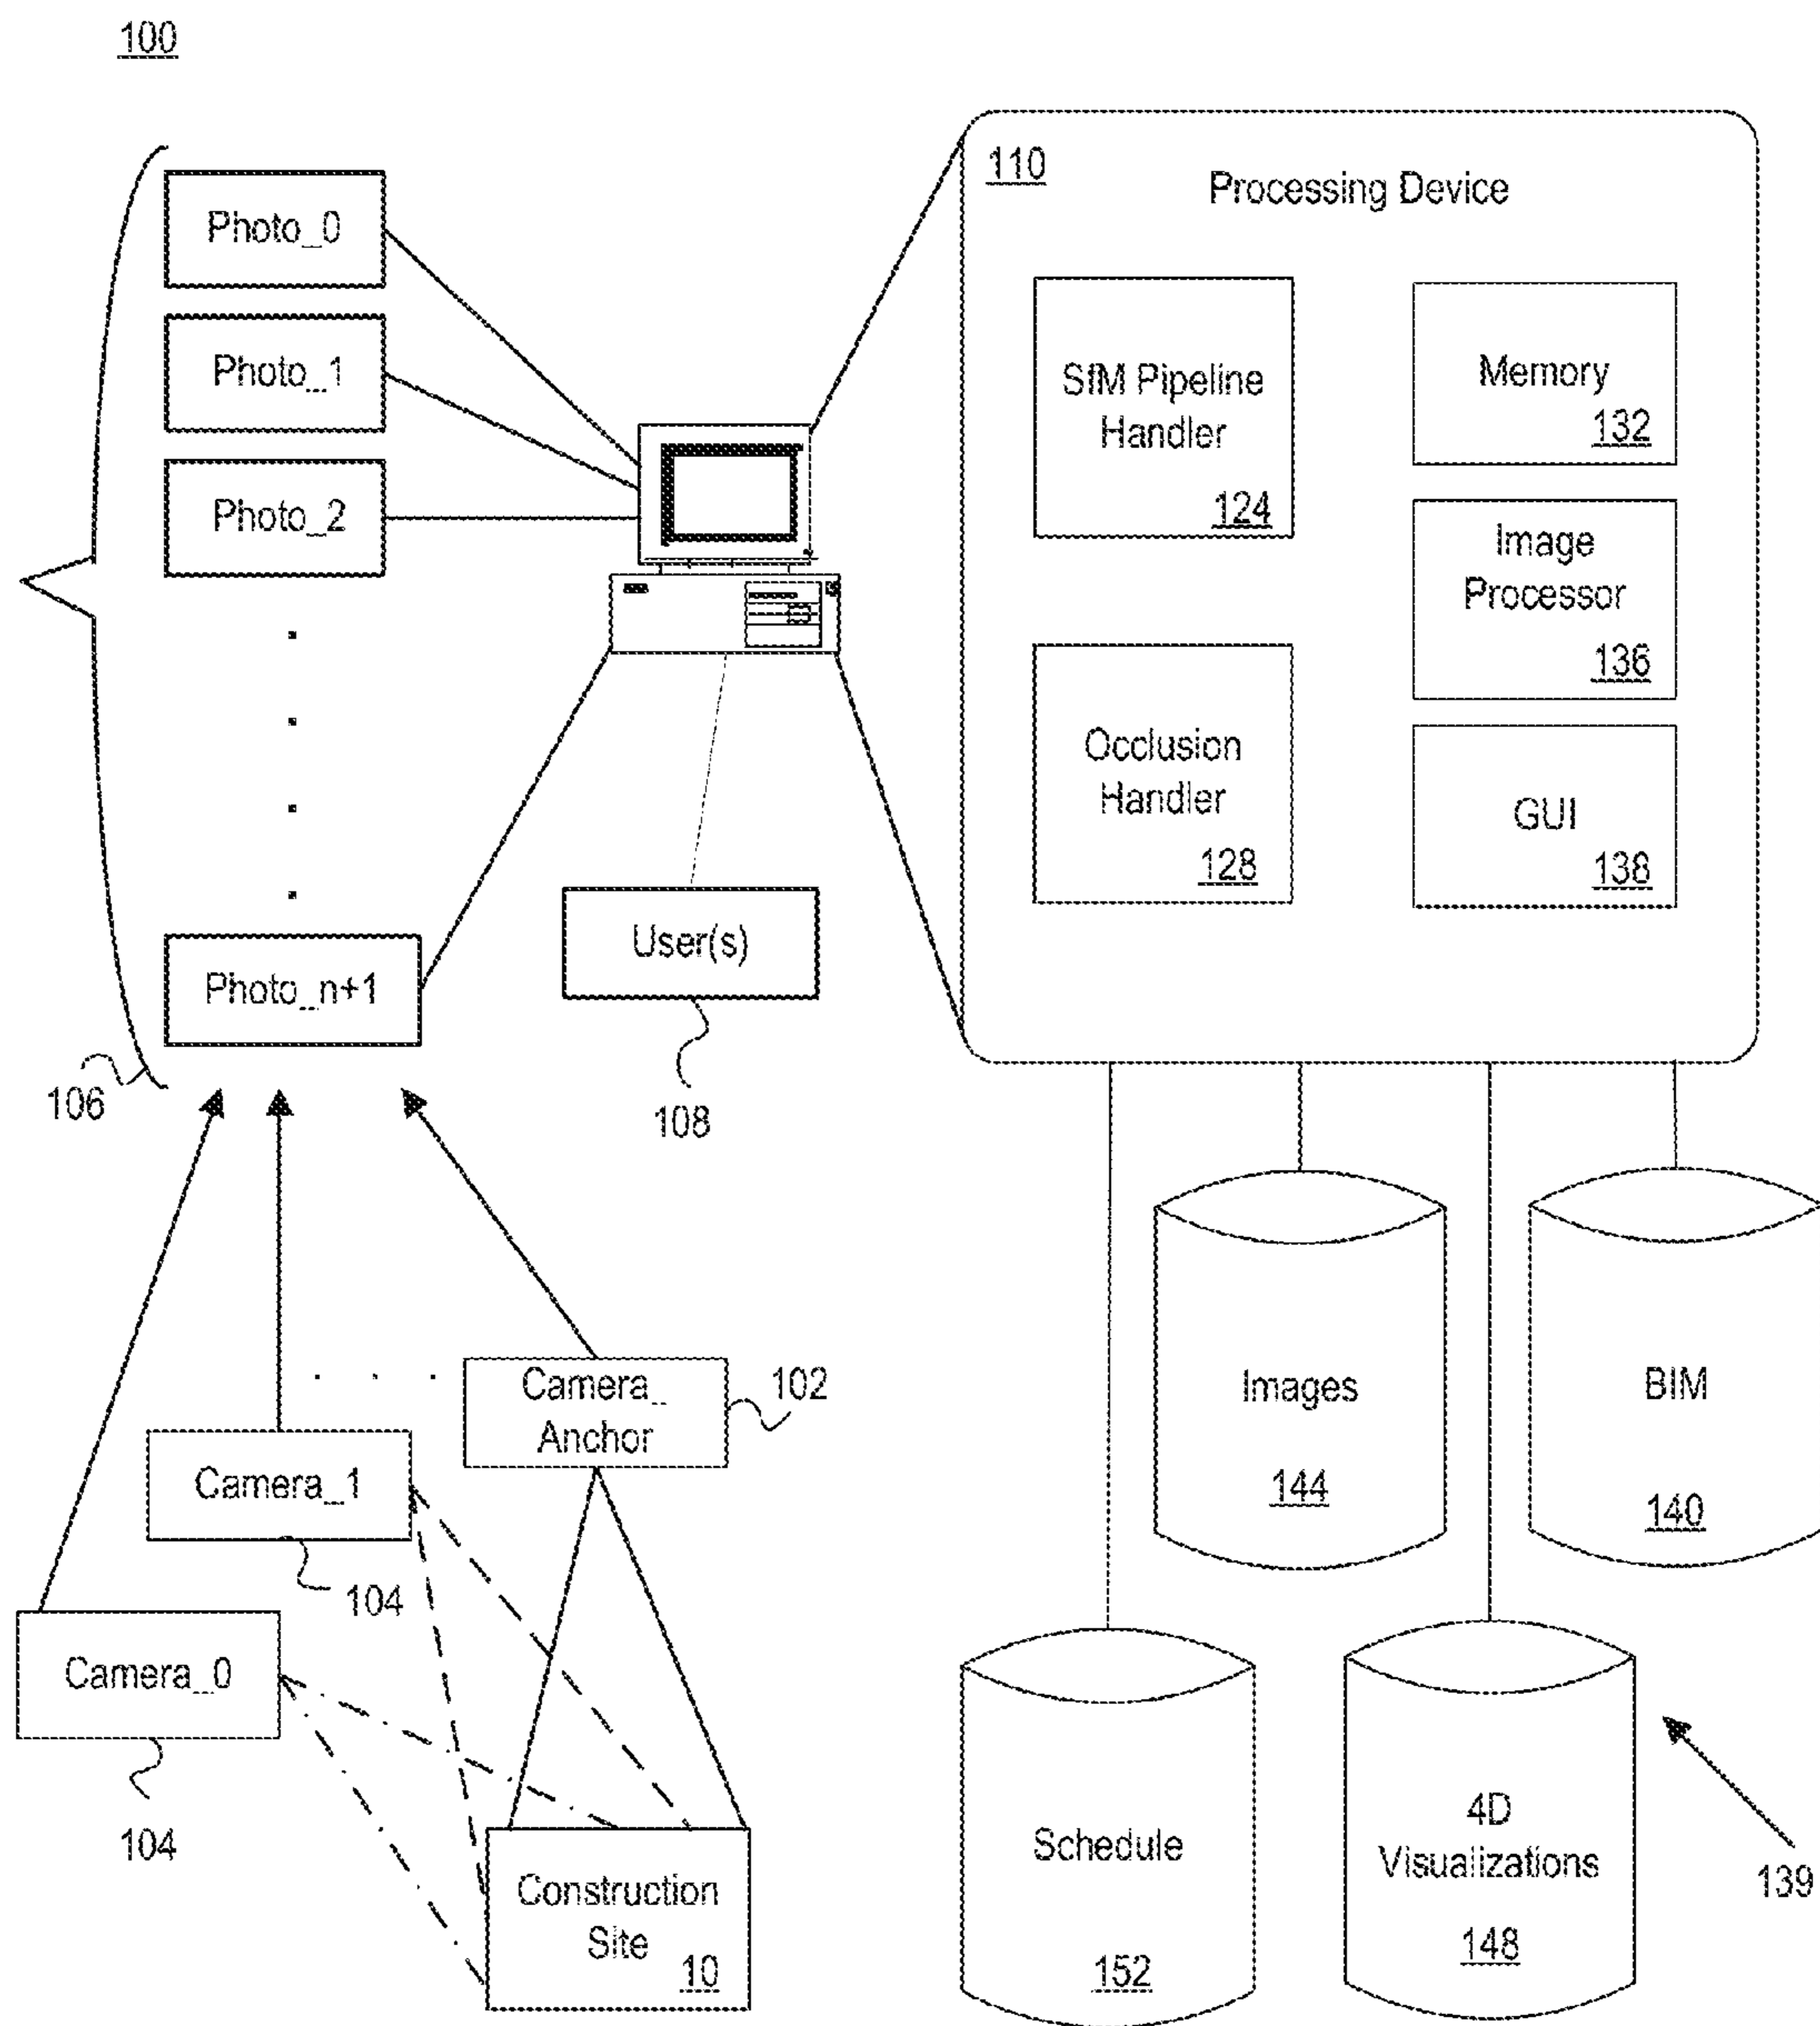 100
Photo_0
Photo_1
Photo_2
Photo_n+1
106
User(s)
108
110
Processing Device
SfM Pipeline
Handler
124
Memory
132
Image
Processor
136
Occlusion
Handler
128
GUI
138
Camera_
Anchor
102
Camera_1
104
Camera_0
104
Construction
Site
10
Images
144
BIM
140
Schedule
152
4D
Visualizations
148
139